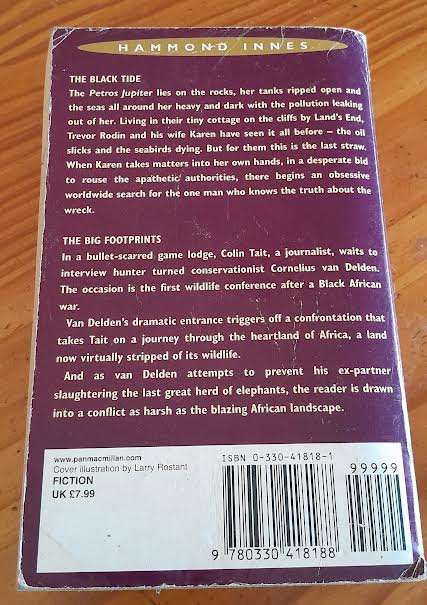 HAMMOND INNES
THE BLACK TIDE
The Petros Jupiter lies on the rocks, her tanks ripped open and
the seas all around her heavy and dark with the pollution leaking
out of her. Living in their tiny cottage on the cliffs by Land's End,
Trevor Rodin and his wife Karen have seen it all before – the oil
slicks and the seabirds dying. But for them this is the last straw.
When Karen takes matters into her own hands, in a desperate bid
to rouse the apathetic authorities, there begins an obsessive
worldwide search for the one man who knows the truth about the
wreck.
THE BIG FOOTPRINTS
In a bullet-scarred game lodge, Colin Tait, a journalist, waits to
interview hunter turned conservationist Cornelius van Delden.
The occasion is the first wildlife conference after a Black African
war.
Van Delden's dramatic entrance triggers off a confrontation that
takes Tait on a journey through the heartland of Africa, a land
now virtually stripped of its wildlife.
And as van Delden attempts to prevent his ex-partner
slaughtering the last great herd of elephants, the reader is drawn
into a conflict as harsh as the blazing African landscape.
www.panmacmillan.com
Cover illustration by Larry Rostant
FICTION
UK £7.99
ISBN 0-330-41818-1
99999
9 780330 418188